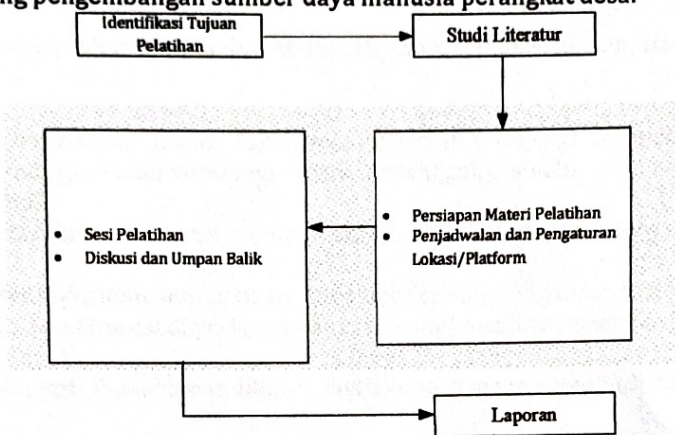 ng pengembangan sumber daya manusia perangkat desa.
Identifikasi Tujuan
Pelatihan
Studi Literatur
• Persiapan Materi Pelatihan
• Penjadwalan dan Pengaturan
Lokasi/Platform
• Sesi Pelatihan
• Diskusi dan Umpan Balik
Laporan